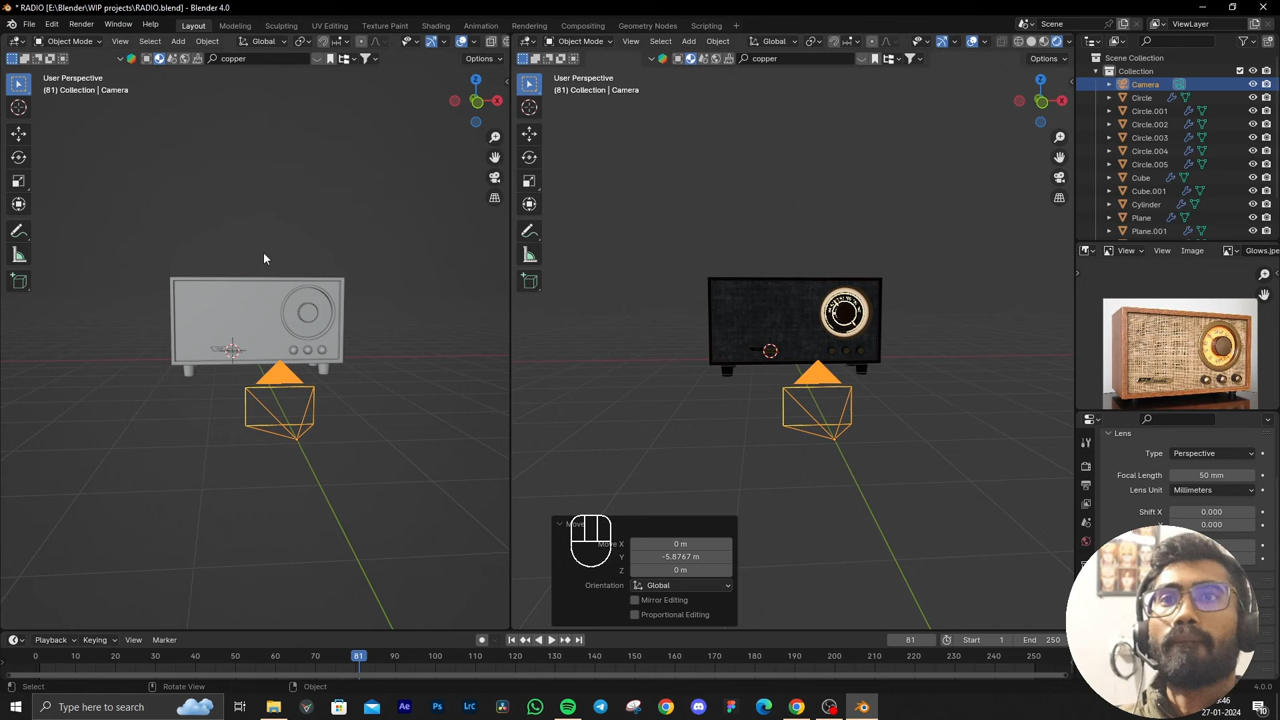 * RADIO [E:\Blender\WIP projects\RADIO.blend] - Blender 4.0
File Edit Render Window Help Layout Modeling Sculpting UV Editing Texture Paint Shading Animation Rendering Compositing Geometry Nodes Scripting Scene ViewLayer
Object Mode View Select Add Object Global
Object Mode View Select Add Object Global
copper Options
copper Options
User Perspective
(81) Collection | Camera
User Perspective
(81) Collection | Camera
X
Z
X
Z
Scene Collection
Collection
Camera
Circle
Circle.001
Circle.002
Circle.003
Circle.004
Circle.005
Cube
Cube.001
Cylinder
Plane
Plane.001
View View Image Glows.jpe
Lens
Type Perspective
Focal Length 50 mm
Lens Unit Millimeters
Shift X 0.000
0.000
Move
Move X 0 m
Y -5.8767 m
Z 0 m
Orientation Global
Mirror Editing
Proportional Editing
Playback Keying View Marker 81 Start 1 End 250
0 10 20 30 40 50 60 70 81 90 100 110 120 130 140 150 160 170 180 190 200 210 220 230 240 250
Select Rotate View Object 4.0.0
Type here to search
Ae Ps Lrc
:46
27-01-2024